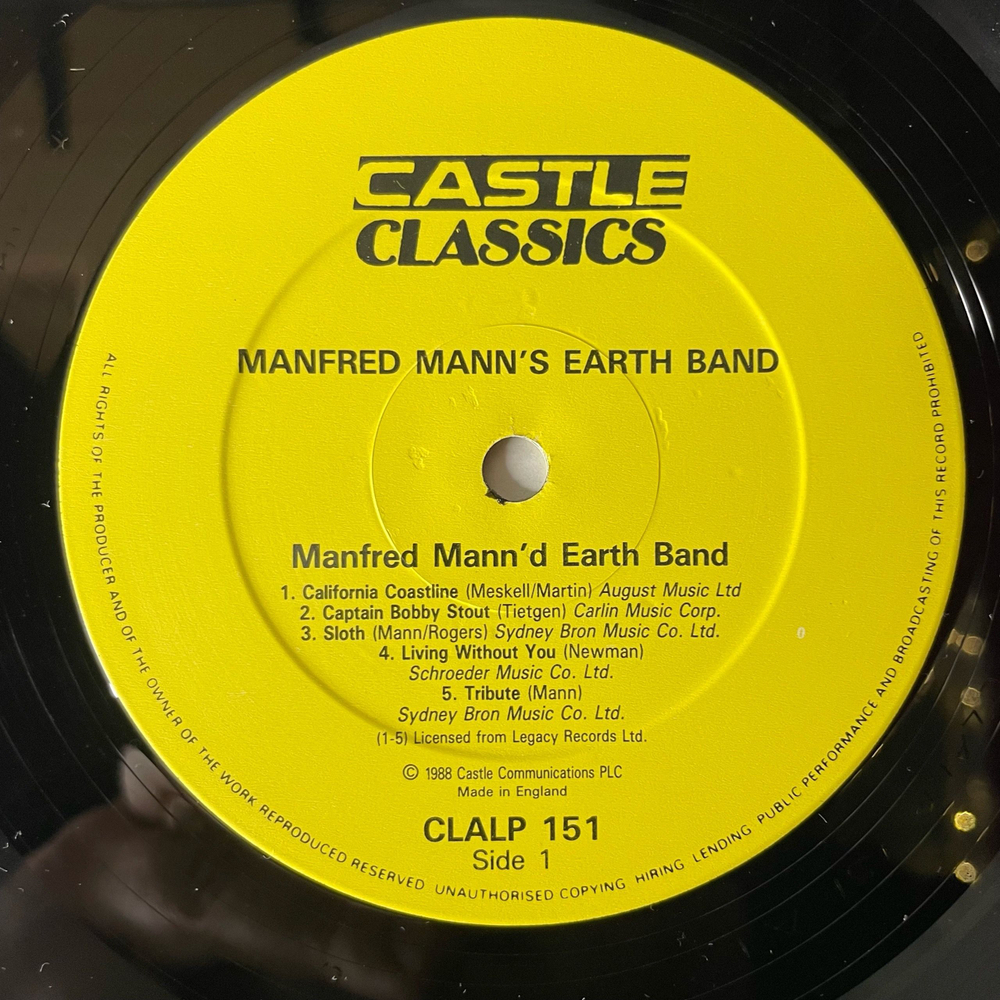 CASTLE
CLASSICS
MANFRED MANN'S EARTH BAND
Manfred Mann'd Earth Band
1. California Coastline (Meskell/Martin) August Music Ltd
2. Captain Bobby Stout (Tietgen) Carlin Music Corp.
3. Sloth (Mann/Rogers) Sydney Bron Music Co. Ltd.
4. Living Without You (Newman)
Schroeder Music Co. Ltd.
5. Tribute (Mann)
Sydney Bron Music Co. Ltd.
(1-5) Licensed from Legacy Records Ltd.
© 1988 Castle Communications PLC
Made in England
CLALP 151
Side 1
ALL RIGHTS OF THE PRODUCER AND OF THE OWNER OF THE WORK REPRODUCED RESERVED UNAUTHORISED COPYING HIRING LENDING PUBLIC PERFORMANCE AND BROADCASTING OF THIS RECORD PROHIBITED